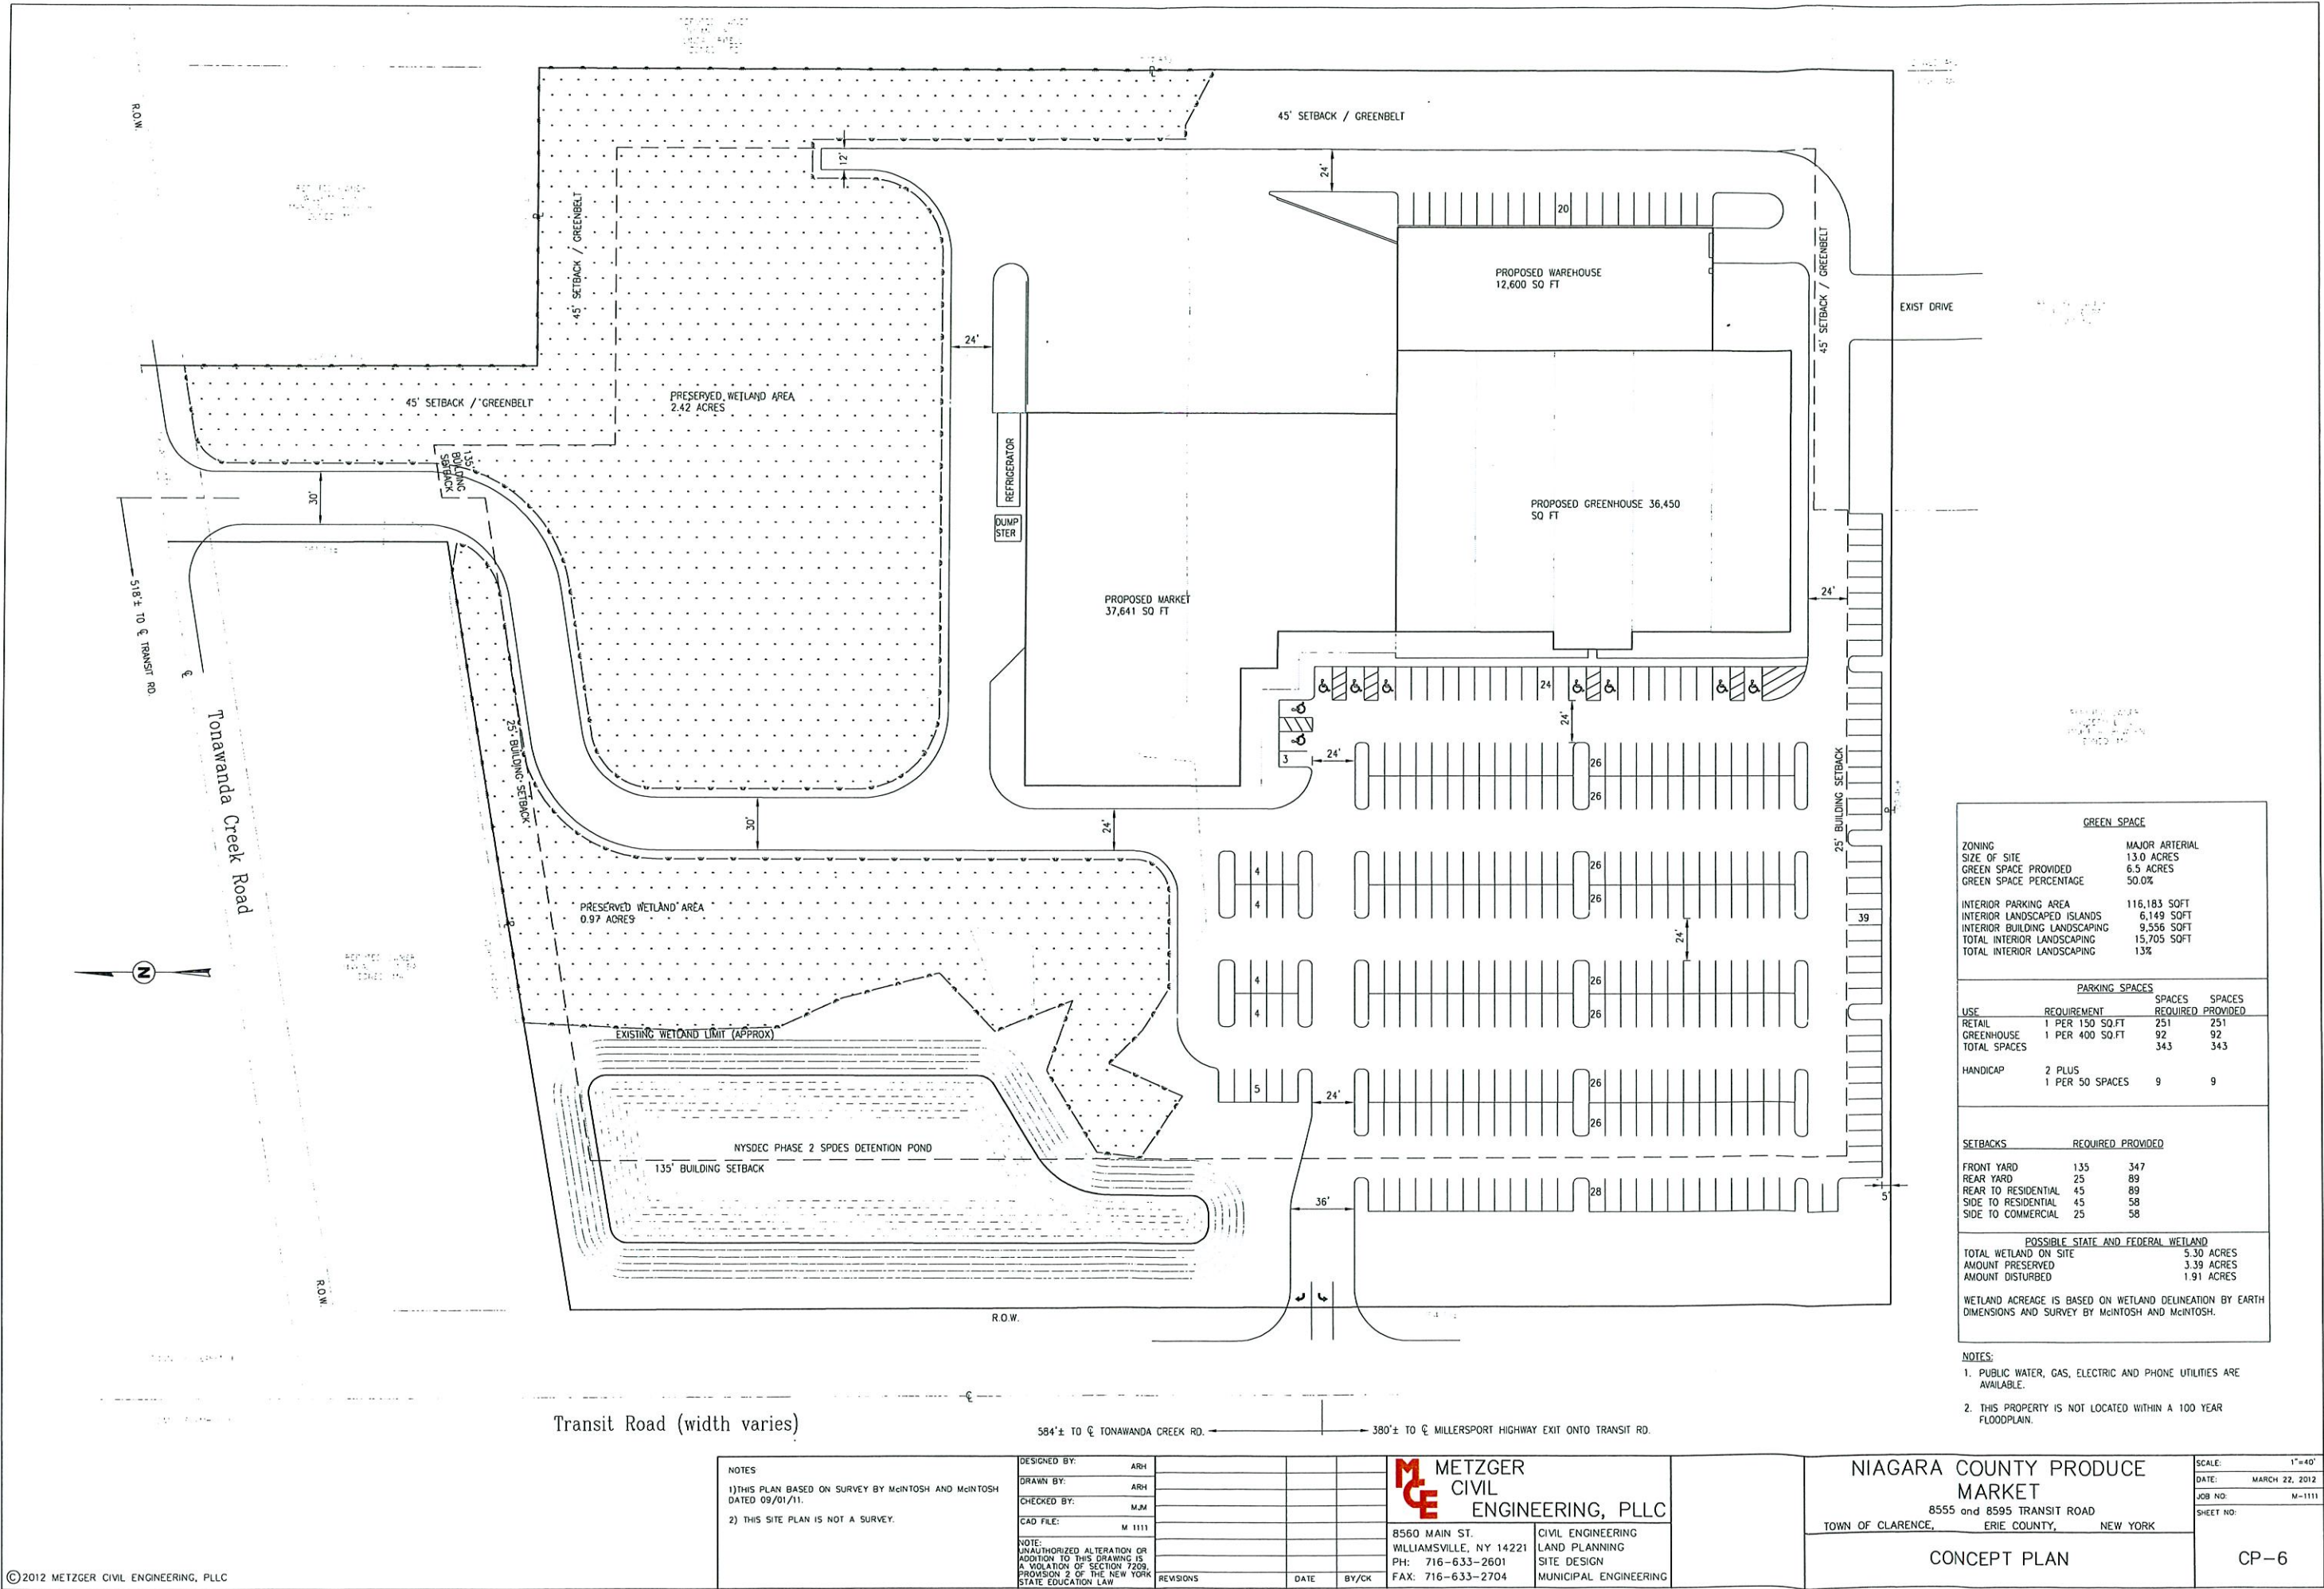 R.O.W.
45' SETBACK / GREENBELT
12'
24'
20
45' SETBACK / GREENBELT
PROPOSED WAREHOUSE
12,600 SQ FT
45' SETBACK / GREENBELT
EXIST DRIVE
24'
45' SETBACK / GREENBELT
PRESERVED WETLAND AREA
2.42 ACRES
REFRIGERATOR
135'
BUILDING
SETBACK
30'
DUMP
STER
PROPOSED GREENHOUSE 36,450
SQ FT
PROPOSED MARKET
37,641 SQ FT
24'
518'± TO ℄ TRANSIT RD.
℄
Tonawanda Creek Road
25' BUILDING SETBACK
24
24'
3
24'
26
26
25' BUILDING SETBACK
30'
24'
4
4
26
26
PRESERVED WETLAND AREA
0.97 ACRES
39
24'
N
4
4
26
26
EXISTING WETLAND LIMIT (APPROX)
5
24'
26
26
NYSDEC PHASE 2 SPDES DETENTION POND
135' BUILDING SETBACK
36'
28
5'
R.O.W.
R.O.W.
℄
Transit Road (width varies)
584'± TO ℄ TONAWANDA CREEK RD.
380'± TO ℄ MILLERSPORT HIGHWAY EXIT ONTO TRANSIT RD.
GREEN SPACE
ZONING MAJOR ARTERIAL
SIZE OF SITE 13.0 ACRES
GREEN SPACE PROVIDED 6.5 ACRES
GREEN SPACE PERCENTAGE 50.0%
INTERIOR PARKING AREA 116,183 SQFT
INTERIOR LANDSCAPED ISLANDS 6,149 SQFT
INTERIOR BUILDING LANDSCAPING 9,556 SQFT
TOTAL INTERIOR LANDSCAPING 15,705 SQFT
TOTAL INTERIOR LANDSCAPING 13%
PARKING SPACES
SPACES SPACES
USE REQUIREMENT REQUIRED PROVIDED
RETAIL 1 PER 150 SQ.FT 251 251
GREENHOUSE 1 PER 400 SQ.FT 92 92
TOTAL SPACES 343 343
HANDICAP 2 PLUS
1 PER 50 SPACES 9 9
SETBACKS REQUIRED PROVIDED
FRONT YARD 135 347
REAR YARD 25 89
REAR TO RESIDENTIAL 45 89
SIDE TO RESIDENTIAL 45 58
SIDE TO COMMERCIAL 25 58
POSSIBLE STATE AND FEDERAL WETLAND
TOTAL WETLAND ON SITE 5.30 ACRES
AMOUNT PRESERVED 3.39 ACRES
AMOUNT DISTURBED 1.91 ACRES
WETLAND ACREAGE IS BASED ON WETLAND DELINEATION BY EARTH
DIMENSIONS AND SURVEY BY McINTOSH AND McINTOSH.
NOTES:
1. PUBLIC WATER, GAS, ELECTRIC AND PHONE UTILITIES ARE
AVAILABLE.
2. THIS PROPERTY IS NOT LOCATED WITHIN A 100 YEAR
FLOODPLAIN.
NOTES
1)THIS PLAN BASED ON SURVEY BY McINTOSH AND McINTOSH
DATED 09/01/11.
2) THIS SITE PLAN IS NOT A SURVEY.
DESIGNED BY: ARH
DRAWN BY: ARH
CHECKED BY: MJM
CAD FILE: M 1111
NOTE:
UNAUTHORIZED ALTERATION OR
ADDITION TO THIS DRAWING IS
A VIOLATION OF SECTION 7209,
PROVISION 2 OF THE NEW YORK
STATE EDUCATION LAW
REVISIONS DATE BY/CK
MCE
METZGER
CIVIL
ENGINEERING, PLLC
8560 MAIN ST.
WILLIAMSVILLE, NY 14221
PH: 716-633-2601
FAX: 716-633-2704
CIVIL ENGINEERING
LAND PLANNING
SITE DESIGN
MUNICIPAL ENGINEERING
NIAGARA COUNTY PRODUCE
MARKET
8555 and 8595 TRANSIT ROAD
TOWN OF CLARENCE, ERIE COUNTY, NEW YORK
CONCEPT PLAN
SCALE: 1"=40'
DATE: MARCH 22, 2012
JOB NO: M-1111
SHEET NO:
CP-6
©2012 METZGER CIVIL ENGINEERING, PLLC